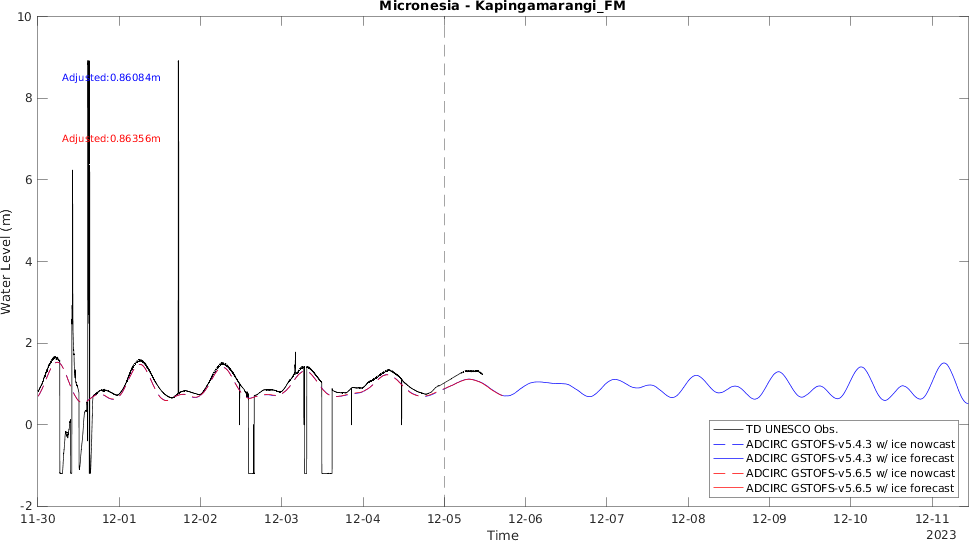 Micronesia - Kapingamarangi_FM
10
8
6
4
2
0
-2
Water Level (m)
Adjusted:0.86084m
Adjusted:0.86356m
TD UNESCO Obs.
ADCIRC GSTOFS-v5.4.3 w/ ice nowcast
ADCIRC GSTOFS-v5.4.3 w/ ice forecast
ADCIRC GSTOFS-v5.6.5 w/ ice nowcast
ADCIRC GSTOFS-v5.6.5 w/ ice forecast
11-30 12-01 12-02 12-03 12-04 12-05 12-06 12-07 12-08 12-09 12-10 12-11
Time
2023